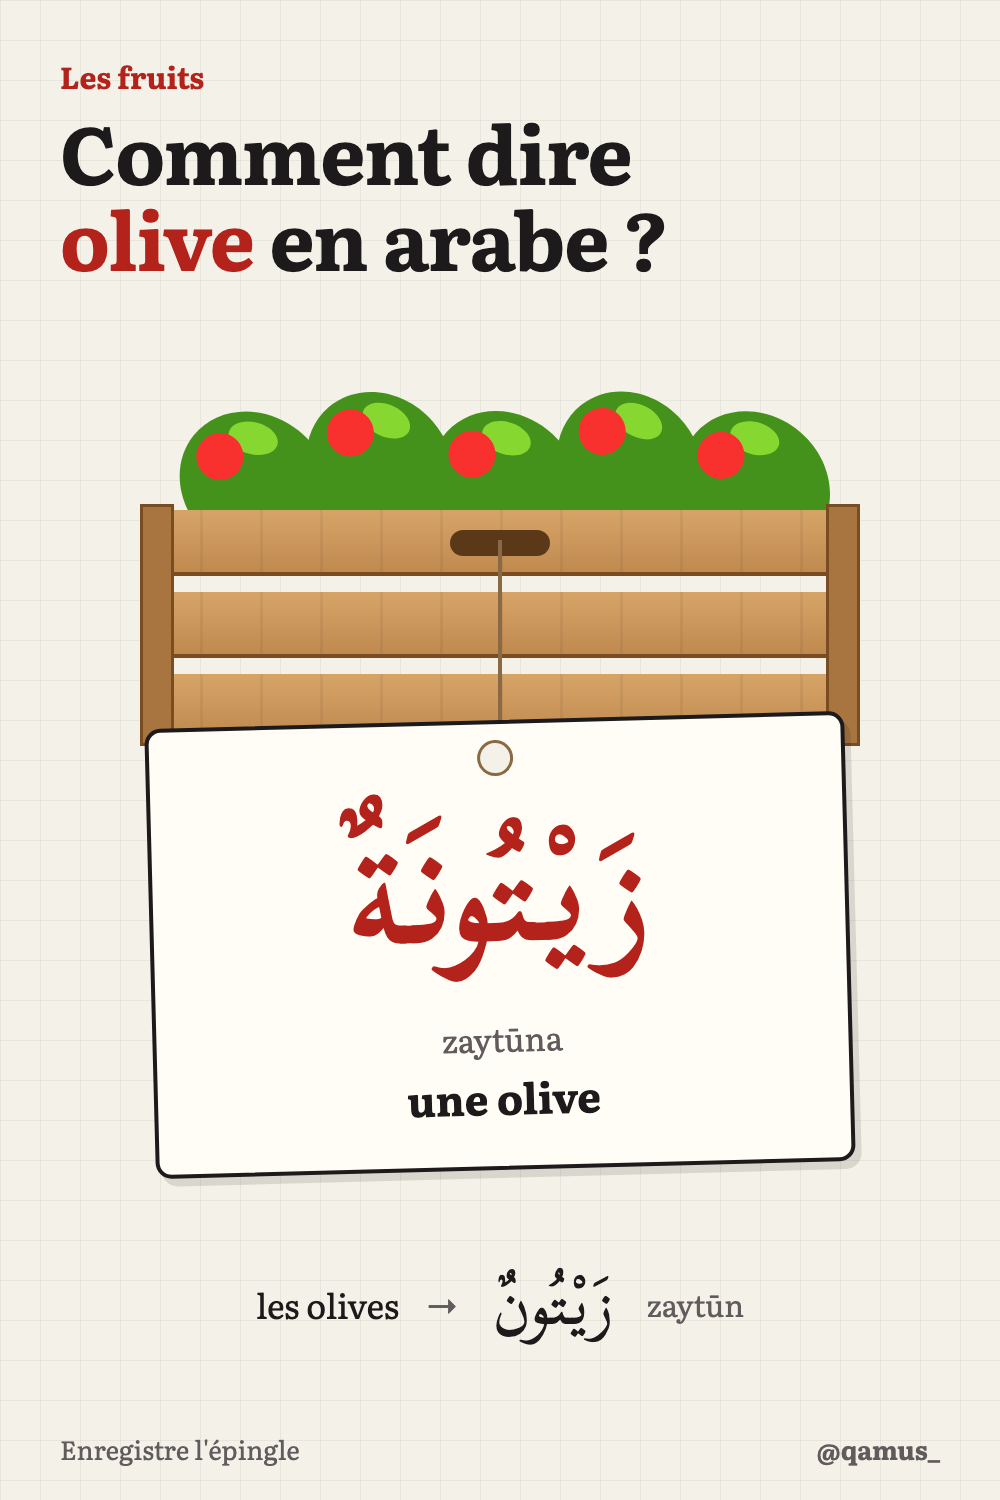 Les fruits
Comment dire
olive en arabe ?
زَيْتُونَةٌ
zaytūna
une olive
les olives → زَيْتُونٌ zaytūn
Enregistre l'épingle
@qamus_